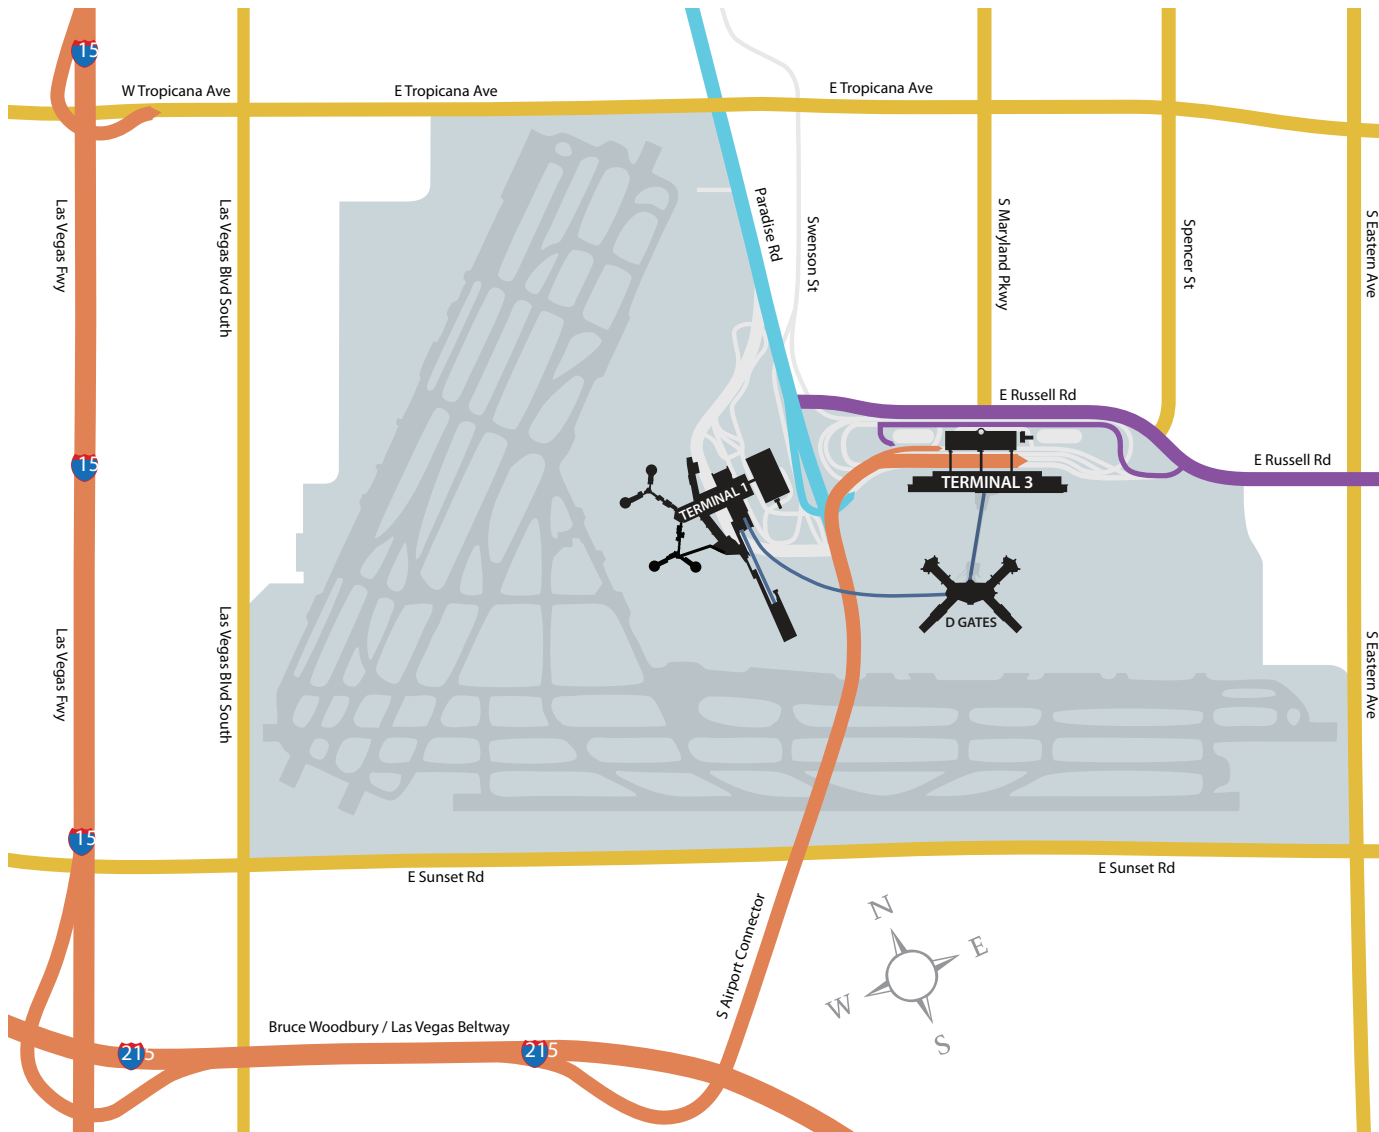 15
W Tropicana Ave
E Tropicana Ave
E Tropicana Ave
Las Vegas Fwy
Las Vegas Blvd South
Paradise Rd
Swenson St
S Maryland Pkwy
Spencer St
S Eastern Ave
E Russell Rd
15
E Russell Rd
TERMINAL 1
TERMINAL 3
D GATES
Las Vegas Fwy
Las Vegas Blvd South
S Eastern Ave
15
E Sunset Rd
E Sunset Rd
S Airport Connector
N
E
W
S
Bruce Woodbury / Las Vegas Beltway
215
215